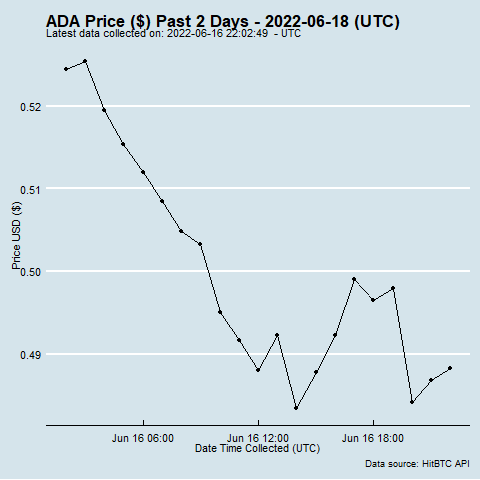 ADA Price ($) Past 2 Days - 2022-06-18 (UTC)
Latest data collected on: 2022-06-16 22:02:49  - UTC
0.52
0.51
0.50
0.49
Price USD ($)
Jun 16 06:00
Jun 16 12:00
Jun 16 18:00
Date Time Collected (UTC)
Data source: HitBTC API